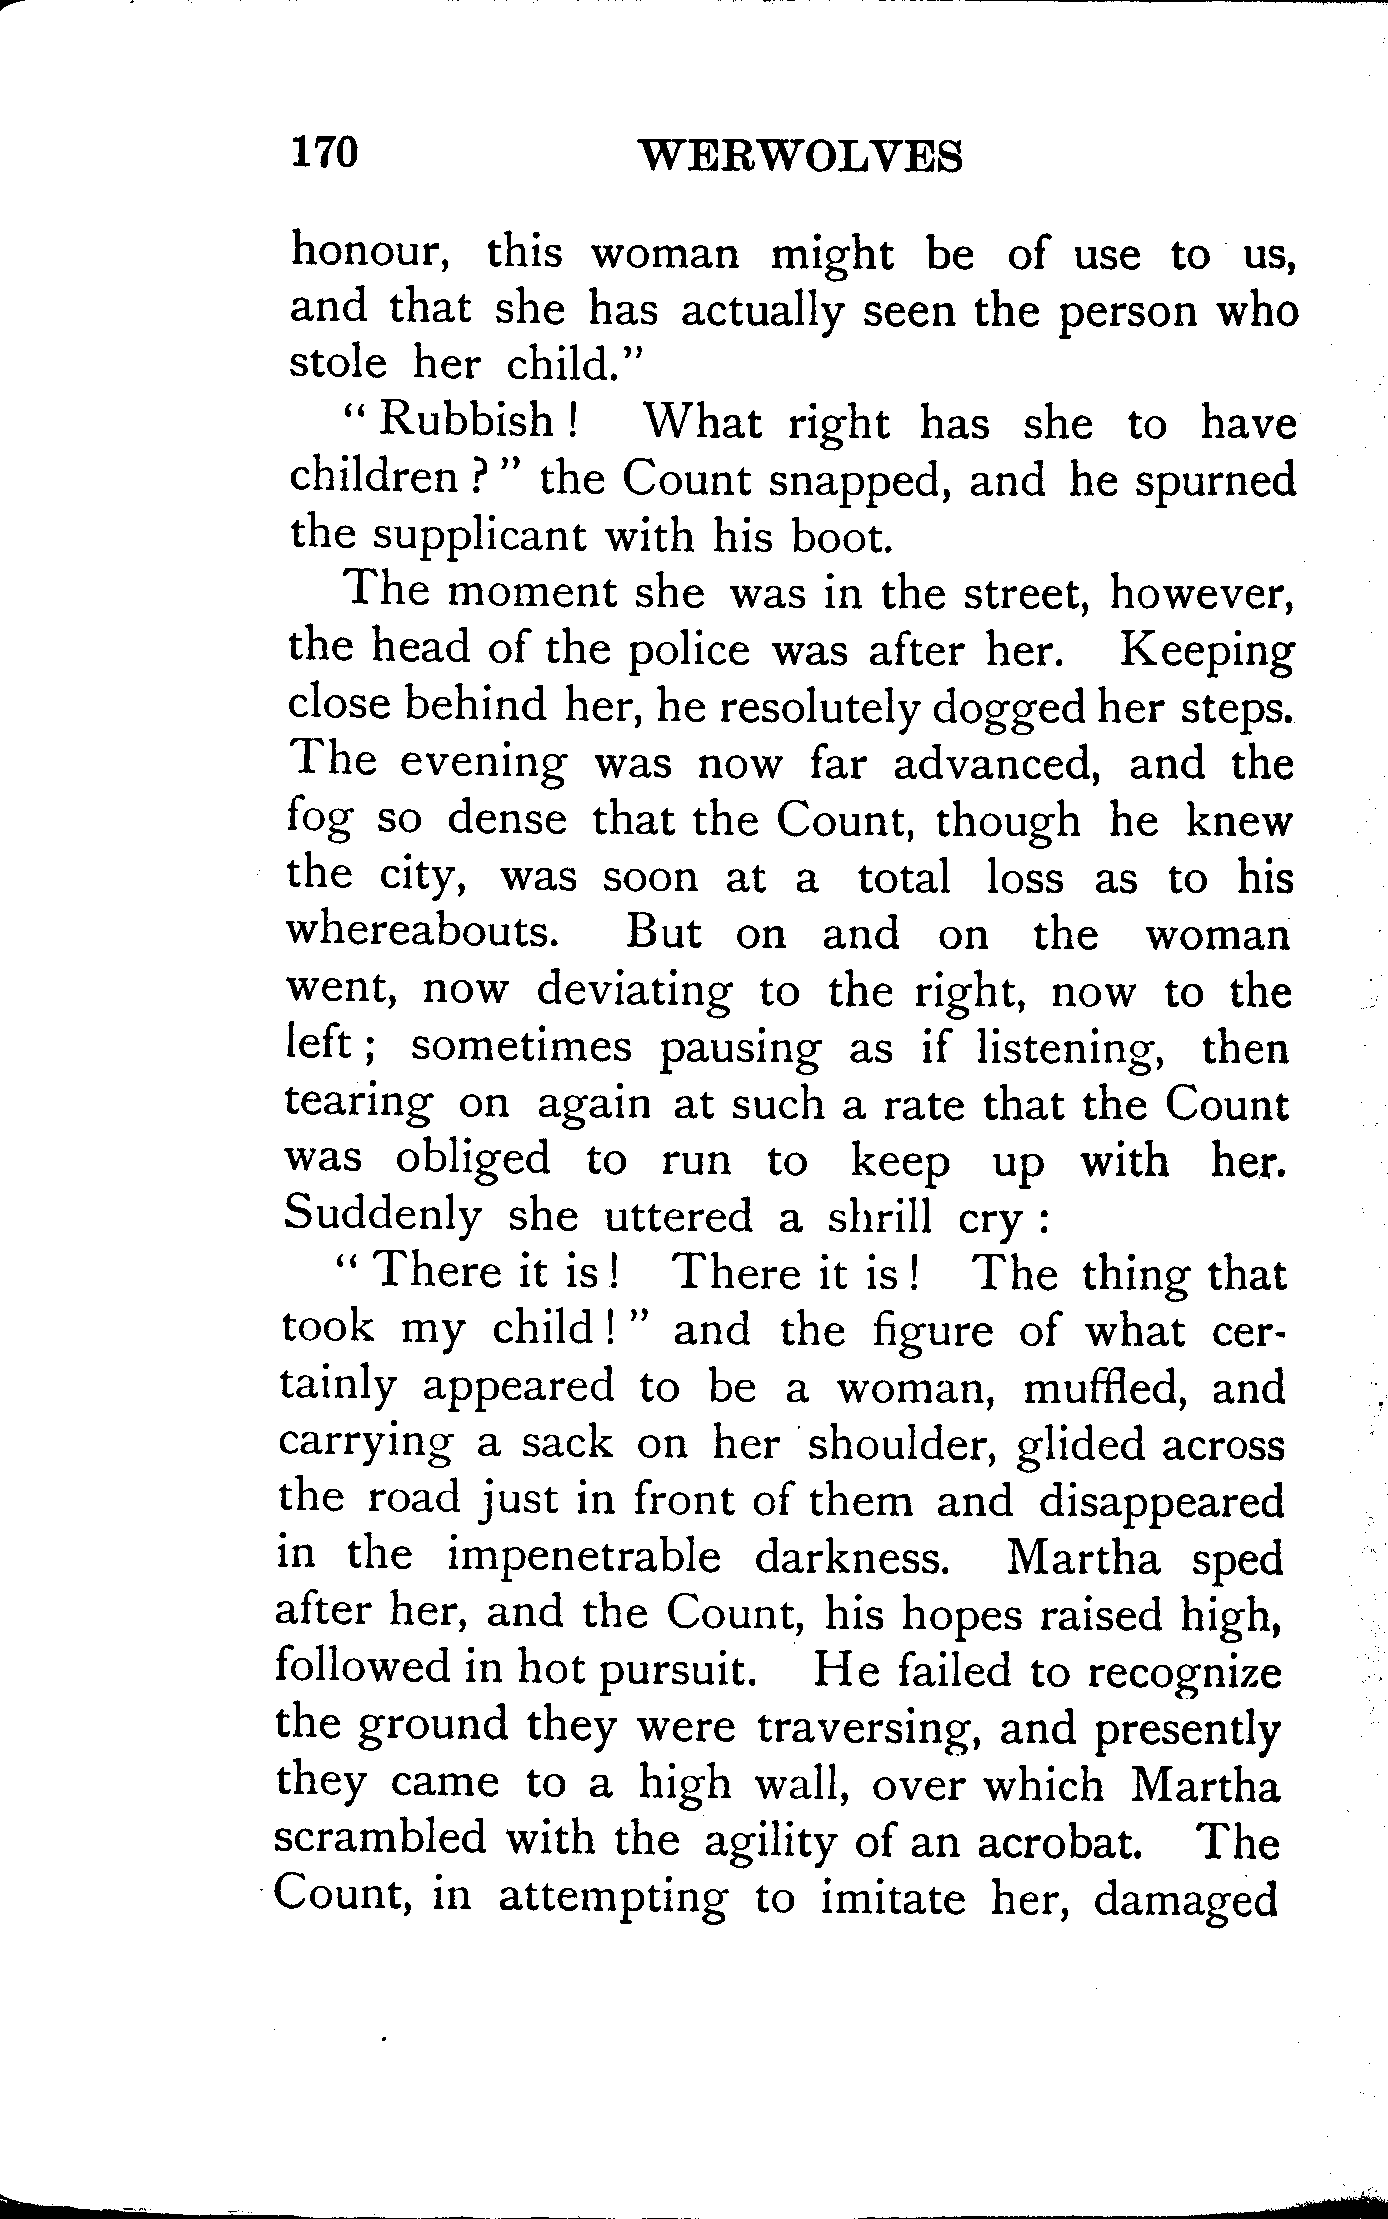 170 WERWOLVES
honour, this woman might be of use to us,
and that she has actually seen the person who
stole her child."
" Rubbish ! What right has she to have
children ? " the Count snapped, and he spurned
the supplicant with his boot.
The moment she was in the street, however,
the head of the police was after her. Keeping
close behind her, he resolutely dogged her steps.
The evening was now far advanced, and the
fog so dense that the Count, though he knew
the city, was soon at a total loss as to his
whereabouts. But on and on the woman
went, now deviating to the right, now to the
left ; sometimes pausing as if listening, then
tearing on again at such a rate that the Count
was obliged to run to keep up with her.
Suddenly she uttered a shrill cry :
" There it is ! There it is ! The thing that
took my child ! " and the figure of what cer-
tainly appeared to be a woman, muffled, and
carrying a sack on her shoulder, glided across
the road just in front of them and disappeared
in the impenetrable darkness. Martha sped
after her, and the Count, his hopes raised high,
followed in hot pursuit. He failed to recognize
the ground they were traversing, and presently
they came to a high wall, over which Martha
scrambled with the agility of an acrobat. The
Count, in attempting to imitate her, damaged